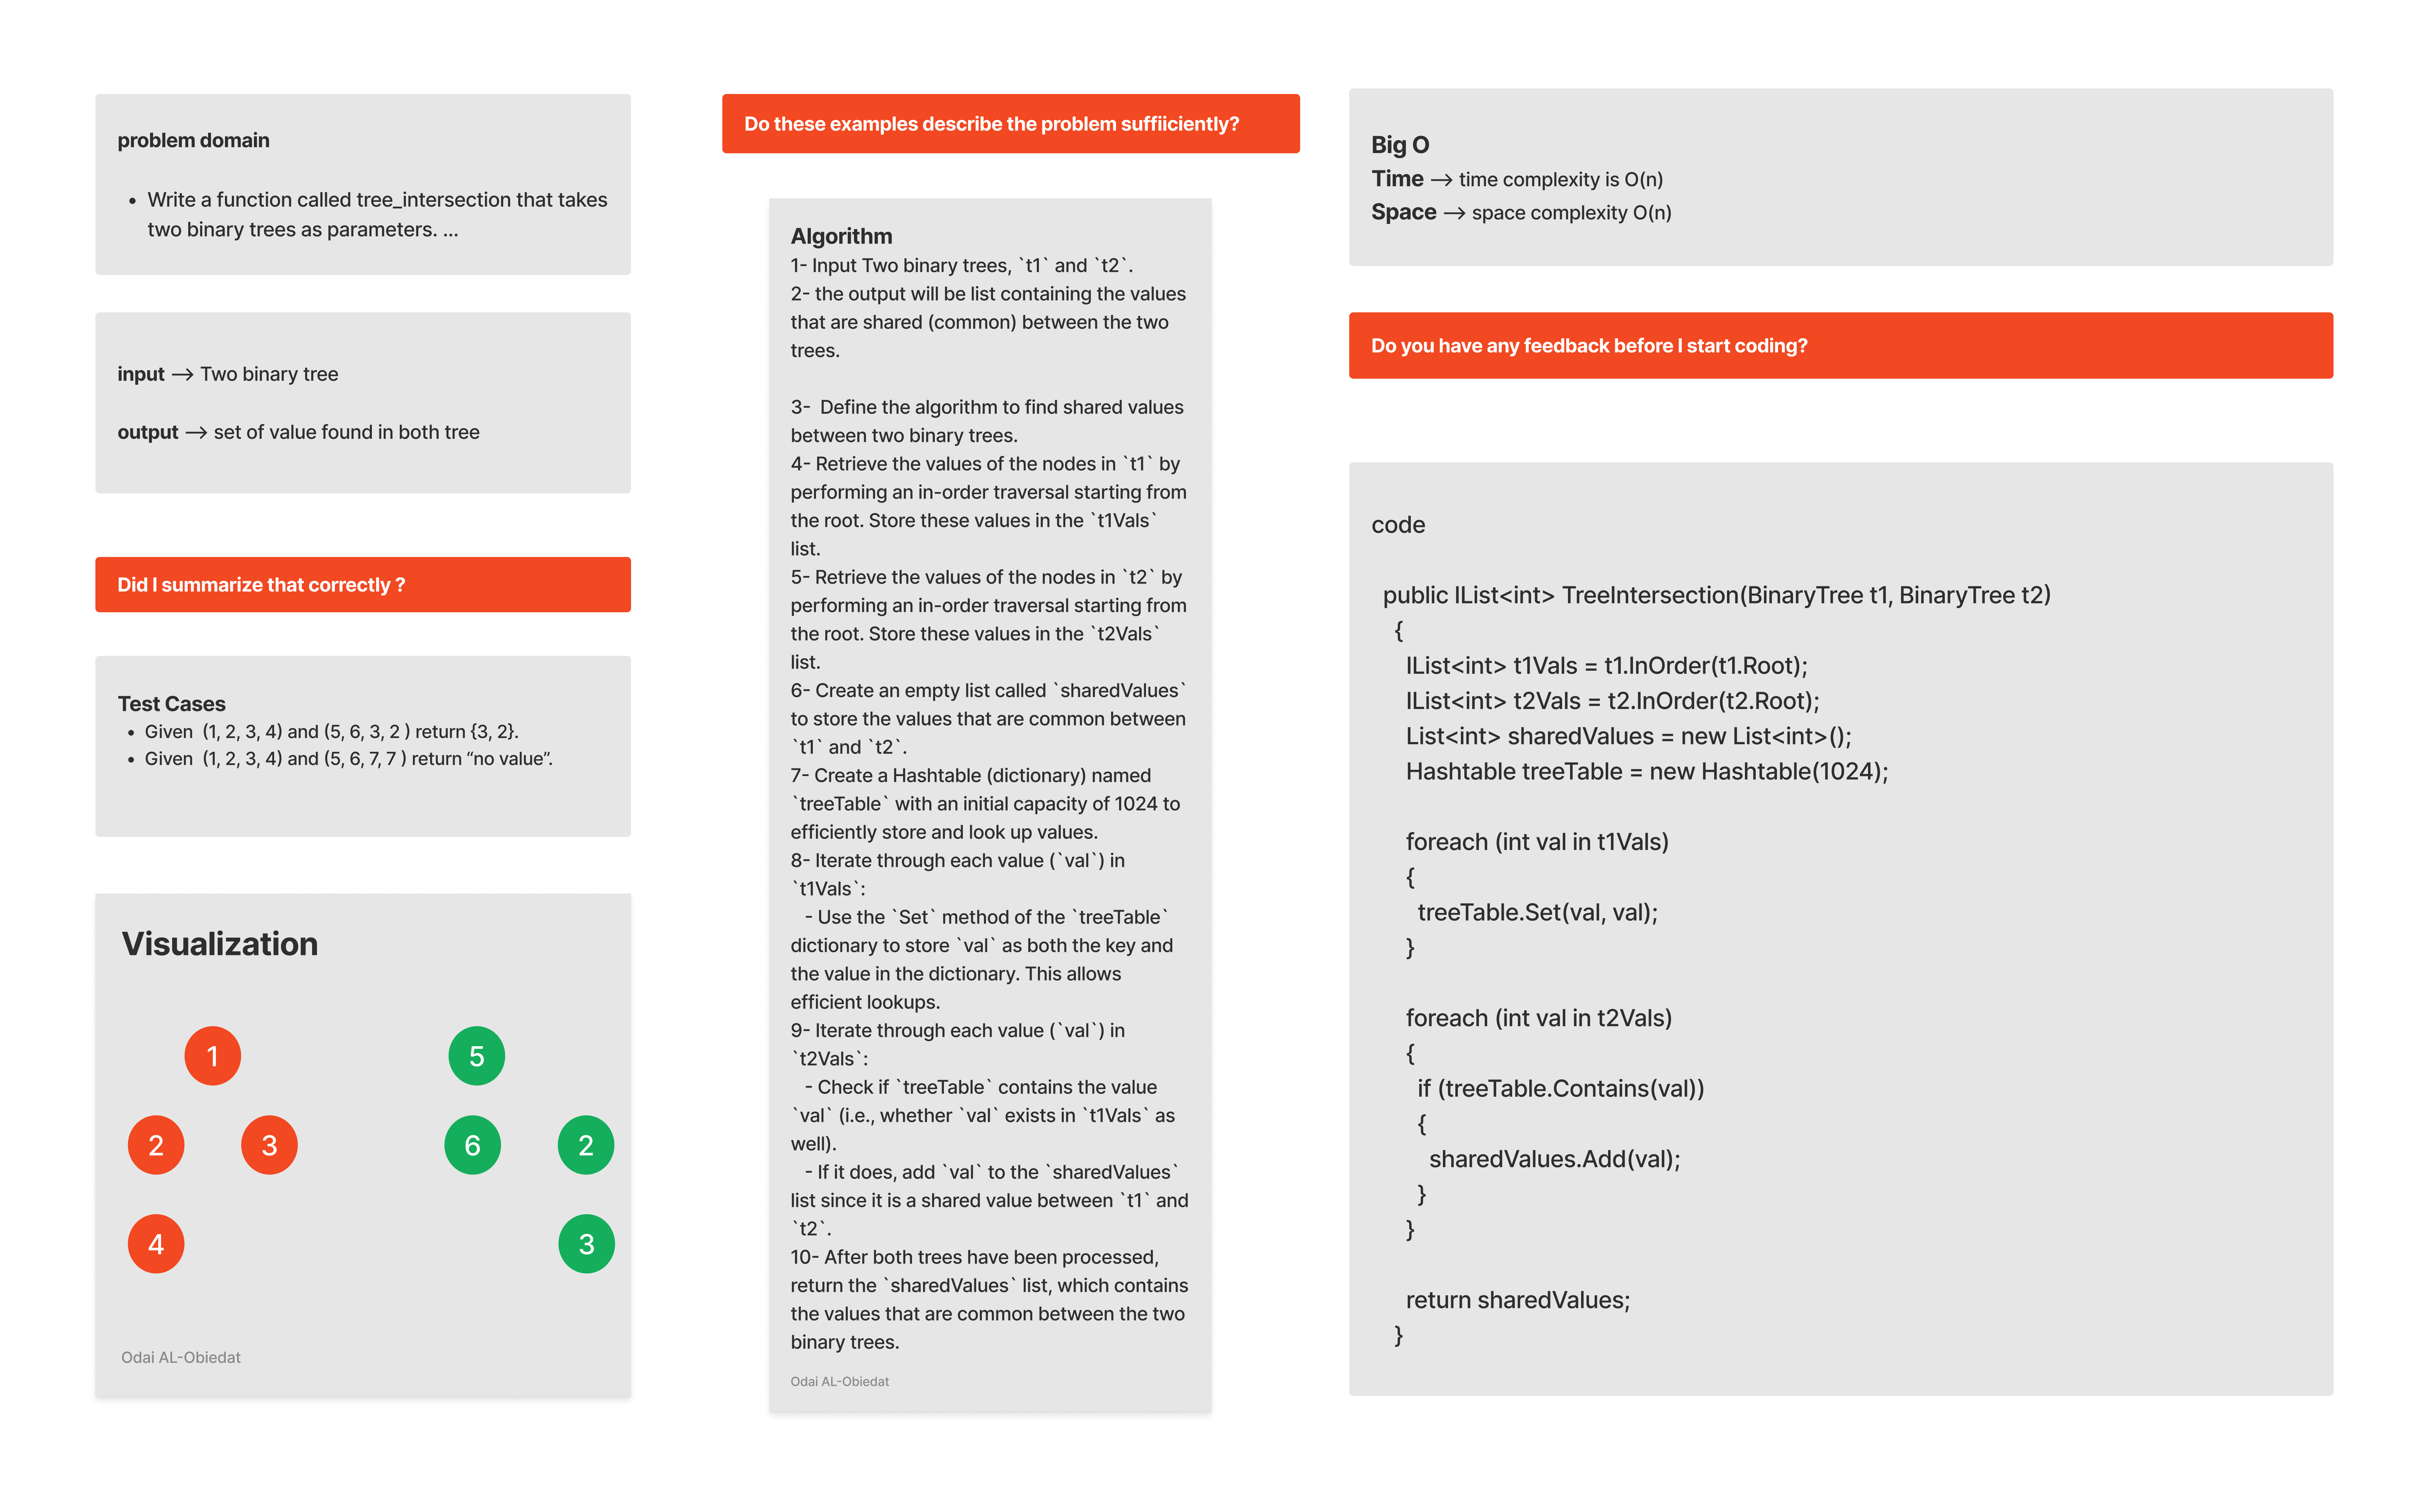 problem domain
• Write a function called tree_intersection that takes
two binary trees as parameters. ...
input → Two binary tree
output → set of value found in both tree
Did I summarize that correctly ?
Test Cases
• Given  (1, 2, 3, 4) and (5, 6, 3, 2 ) return {3, 2}.
• Given  (1, 2, 3, 4) and (5, 6, 7, 7 ) return “no value”.
Visualization
1
5
2
3
6
2
4
3
Odai AL-Obiedat
Do these examples describe the problem suffiiciently?
Algorithm
1- Input Two binary trees, `t1` and `t2`.
2- the output will be list containing the values
that are shared (common) between the two
trees.
3-  Define the algorithm to find shared values
between two binary trees.
4- Retrieve the values of the nodes in `t1` by
performing an in-order traversal starting from
the root. Store these values in the `t1Vals`
list.
5- Retrieve the values of the nodes in `t2` by
performing an in-order traversal starting from
the root. Store these values in the `t2Vals`
list.
6- Create an empty list called `sharedValues`
to store the values that are common between
`t1` and `t2`.
7- Create a Hashtable (dictionary) named
`treeTable` with an initial capacity of 1024 to
efficiently store and look up values.
8- Iterate through each value (`val`) in
`t1Vals`:
- Use the `Set` method of the `treeTable`
dictionary to store `val` as both the key and
the value in the dictionary. This allows
efficient lookups.
9- Iterate through each value (`val`) in
`t2Vals`:
- Check if `treeTable` contains the value
`val` (i.e., whether `val` exists in `t1Vals` as
well).
- If it does, add `val` to the `sharedValues`
list since it is a shared value between `t1` and
`t2`.
10- After both trees have been processed,
return the `sharedValues` list, which contains
the values that are common between the two
binary trees.
Odai AL-Obiedat
Big O
Time → time complexity is O(n)
Space → space complexity O(n)
Do you have any feedback before I start coding?
code
public IList<int> TreeIntersection(BinaryTree t1, BinaryTree t2)
{
IList<int> t1Vals = t1.InOrder(t1.Root);
IList<int> t2Vals = t2.InOrder(t2.Root);
List<int> sharedValues = new List<int>();
Hashtable treeTable = new Hashtable(1024);
foreach (int val in t1Vals)
{
treeTable.Set(val, val);
}
foreach (int val in t2Vals)
{
if (treeTable.Contains(val))
{
sharedValues.Add(val);
}
}
return sharedValues;
}